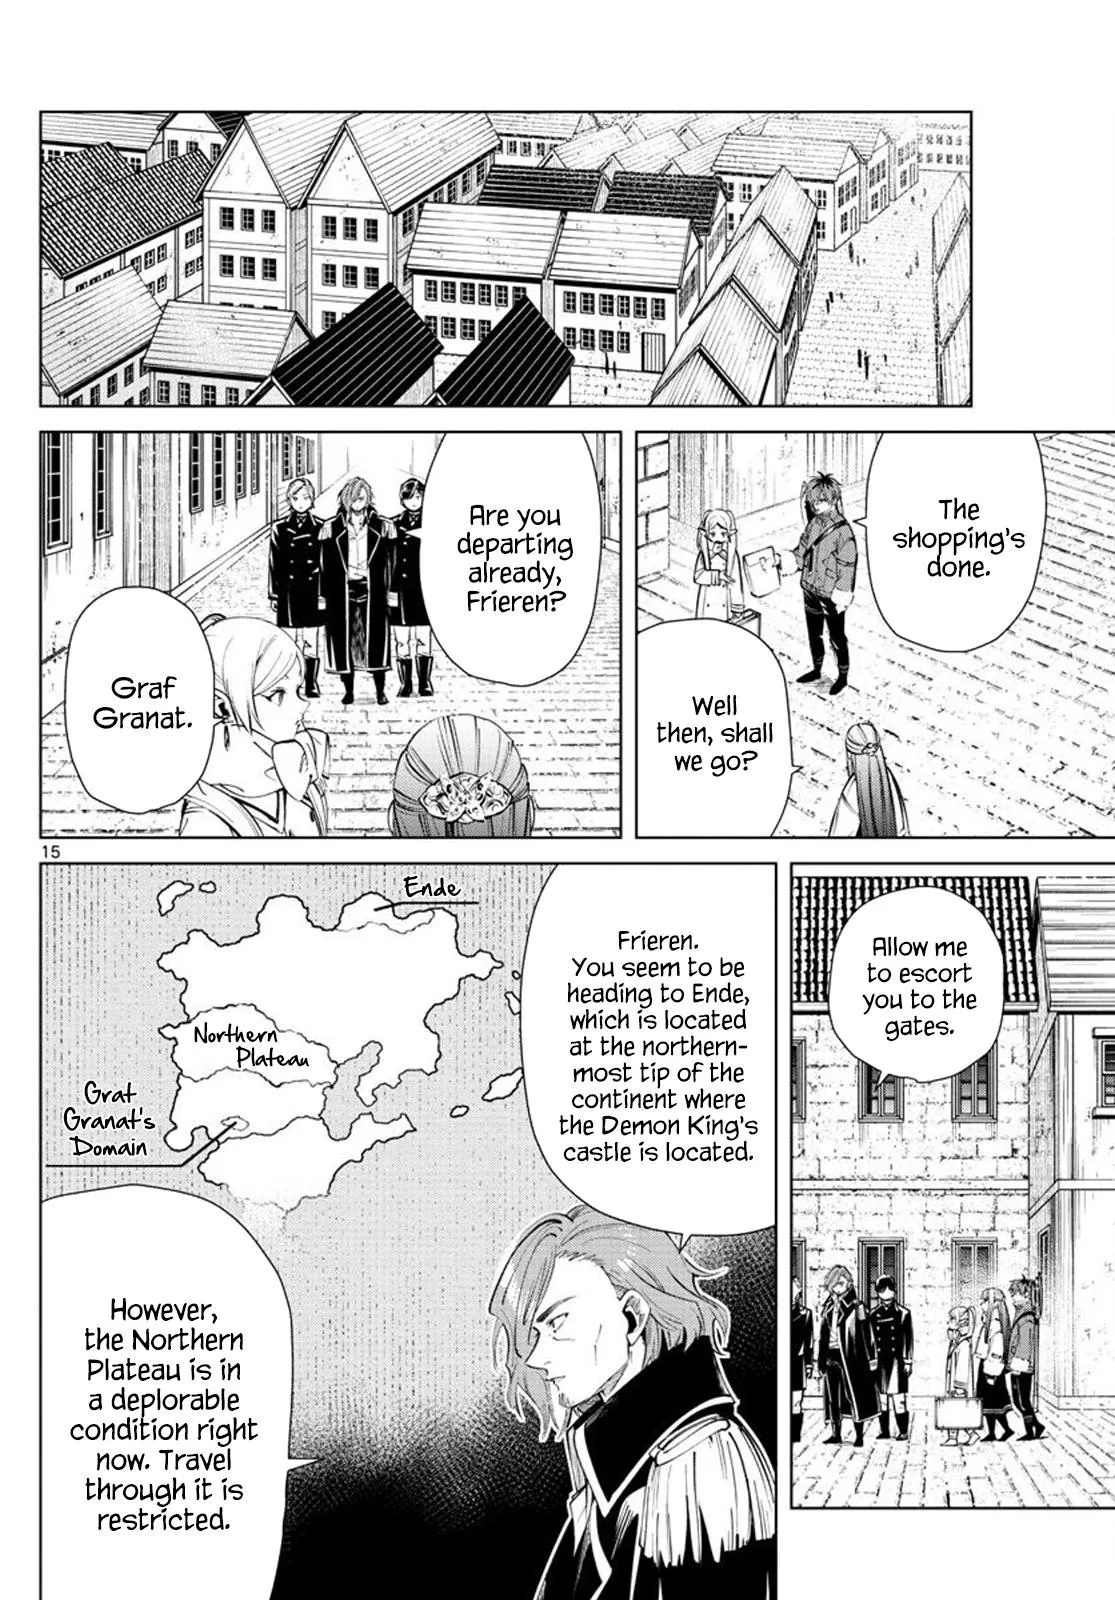 The
shopping's
done.
Well
then, shall
we go?
Are you
departing
already,
Frieren?
Graf
Granat.
15
Allow me
to escort
you to the
gates.
Frieren.
You seem to be
heading to Ende,
which is located
at the northern-
most tip of the
continent where
the Demon King's
castle is located.
Ende
Northern
Plateau
Grat
Granat's
Domain
However,
the Northern
Plateau is in
a deplorable
condition right
now. Travel
through it is
restricted.